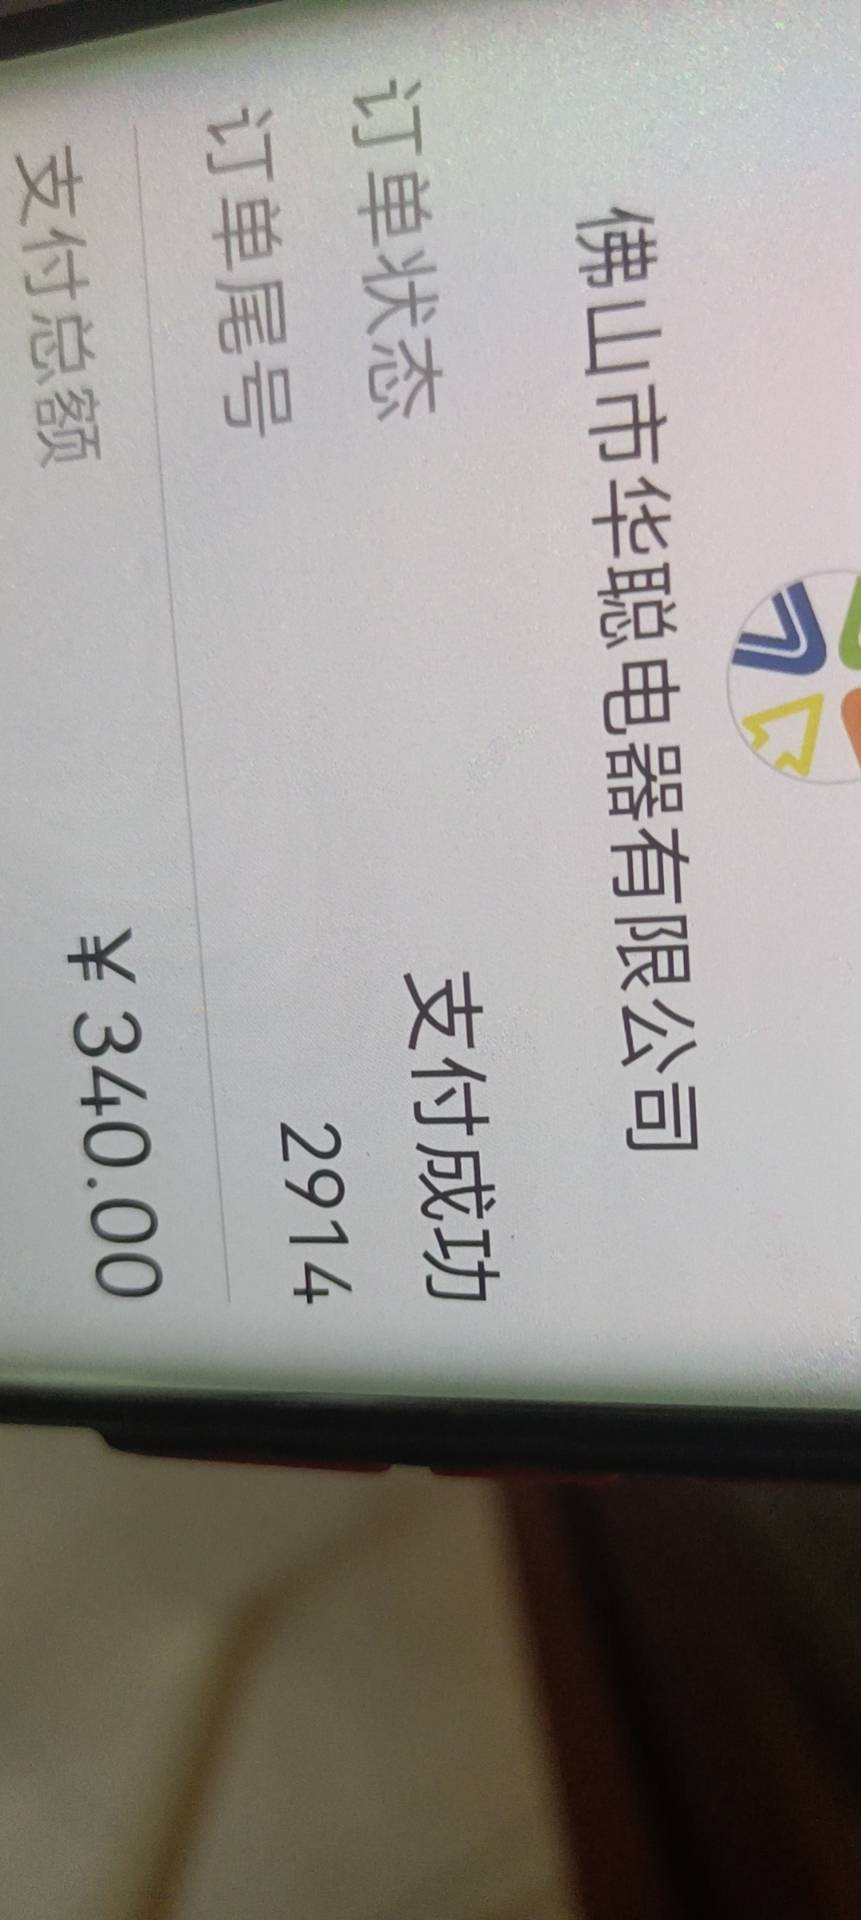 佛山市华聪电器有限公司
订单状态 支付成功
订单尾号 2914
支付总额 ¥340.00